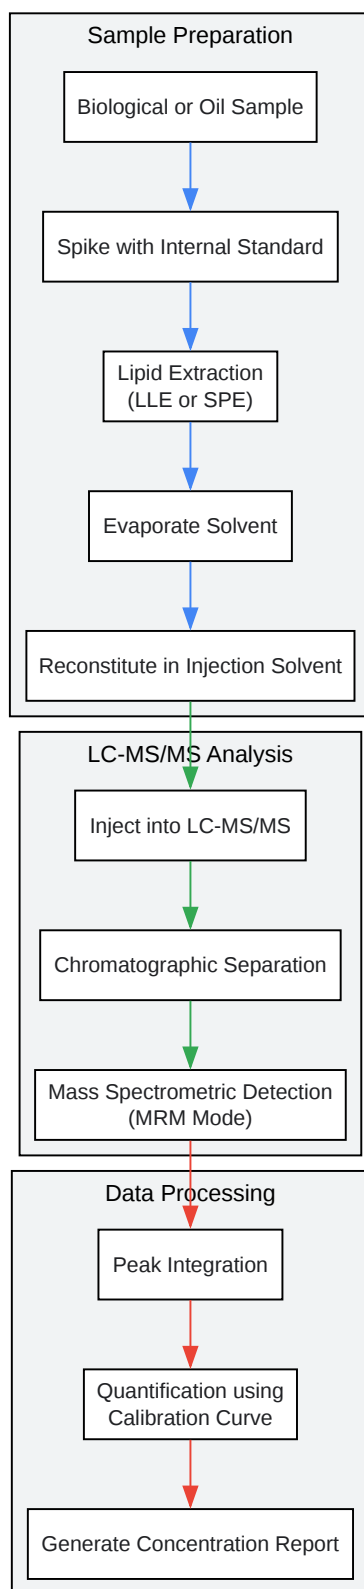 Sample Preparation
Biological or Oil Sample
Spike with Internal Standard
Lipid Extraction
(LLE or SPE)
Evaporate Solvent
Reconstitute in Injection Solvent
LC-MS/MS Analysis
Inject into LC-MS/MS
Chromatographic Separation
Mass Spectrometric Detection
(MRM Mode)
Data Processing
Peak Integration
Quantification using
Calibration Curve
Generate Concentration Report